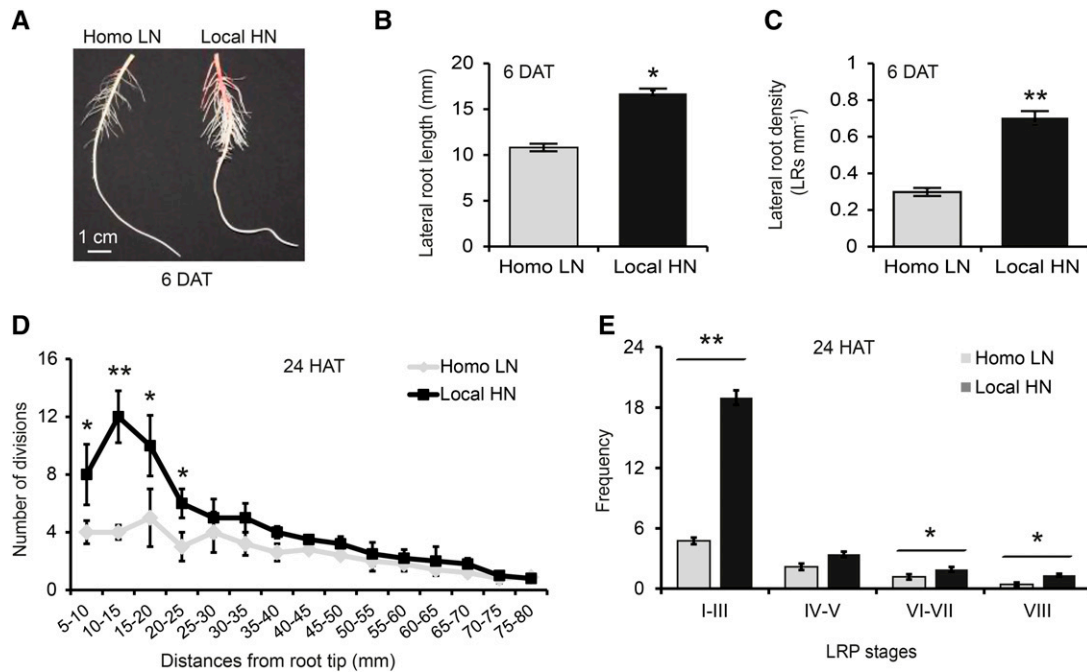 A
Homo LN Local HN
1 cm
6 DAT
B
6 DAT
*
Lateral root length (mm)
20
15
10
5
0
Homo LN Local HN
C
6 DAT
**
Lateral root density
(LRs mm⁻¹)
1
0.8
0.6
0.4
0.2
0
Homo LN Local HN
D
24 HAT
Homo LN
Local HN
* ** * *
Number of divisions
16
12
8
4
0
5-10 10-15 15-20 20-25 25-30 30-35 35-40 40-45 45-50 50-55 55-60 60-65 65-70 70-75 75-80
Distances from root tip (mm)
E
24 HAT
Homo LN
Local HN
** * *
Frequency
24
18
12
6
0
I-III IV-V VI-VII VIII
LRP stages